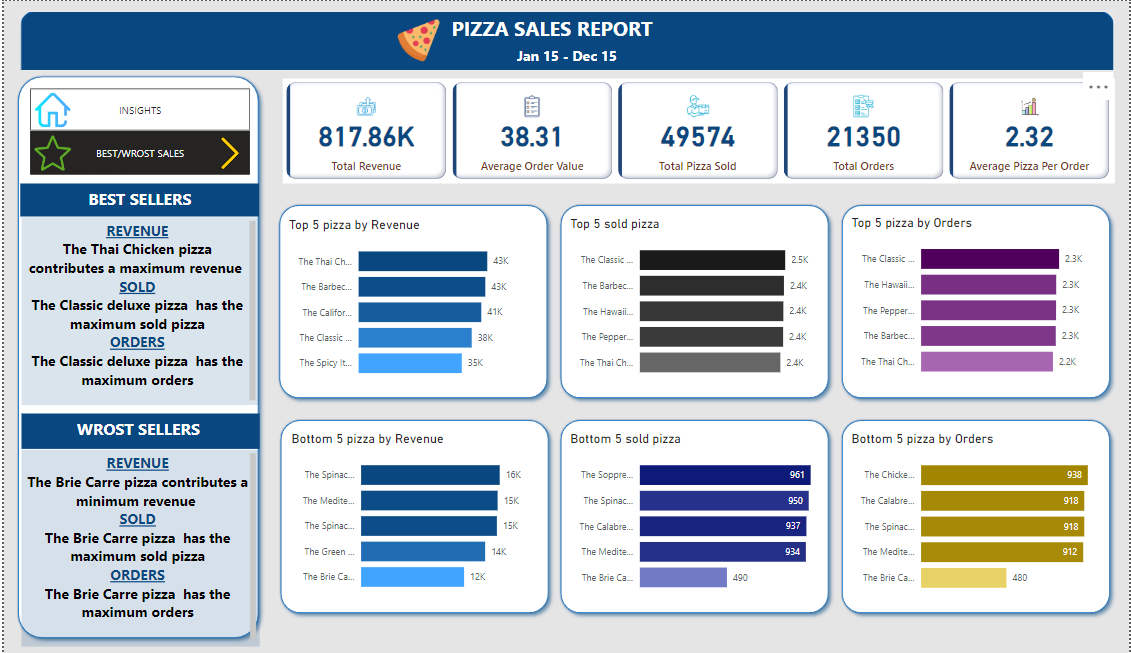 PIZZA SALES REPORT
Jan 15 - Dec 15
INSIGHTS
BEST/WROST SALES
BEST SELLERS
REVENUE
The Thai Chicken pizza
contributes a maximum revenue
SOLD
The Classic deluxe pizza has the
maximum sold pizza
ORDERS
The Classic deluxe pizza has the
maximum orders
WROST SELLERS
REVENUE
The Brie Carre pizza contributes a
minimum revenue
SOLD
The Brie Carre pizza has the
maximum sold pizza
ORDERS
The Brie Carre pizza has the
maximum orders
817.86K
Total Revenue
38.31
Average Order Value
49574
Total Pizza Sold
21350
Total Orders
2.32
Average Pizza Per Order
Top 5 pizza by Revenue
The Thai Ch... 43K
The Barbec... 43K
The Califor... 41K
The Classic ... 38K
The Spicy It... 35K
Top 5 sold pizza
The Classic ... 2.5K
The Barbec... 2.4K
The Hawaii... 2.4K
The Pepper... 2.4K
The Thai Ch... 2.4K
Top 5 pizza by Orders
The Classic ... 2.3K
The Hawaii... 2.3K
The Pepper... 2.3K
The Barbec... 2.3K
The Thai Ch... 2.2K
Bottom 5 pizza by Revenue
The Spinac... 16K
The Medite... 15K
The Spinac... 15K
The Green ... 14K
The Brie Ca... 12K
Bottom 5 sold pizza
The Soppre... 961
The Spinac... 950
The Calabre... 937
The Medite... 934
The Brie Ca... 490
Bottom 5 pizza by Orders
The Chicke... 938
The Calabre... 918
The Spinac... 918
The Medite... 912
The Brie Ca... 480